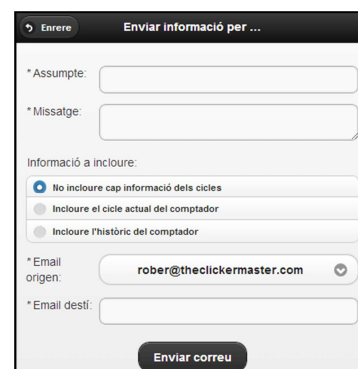 Enrere
Enviar informació per ...
* Assumpte:
* Missatge:
Informació a incloure:
No incloure cap informació dels cicles
Incloure el cicle actual del comptador
Incloure l'històric del comptador
* Email
origen:
rober@theclickermaster.com
* Email destí:
Enviar correu